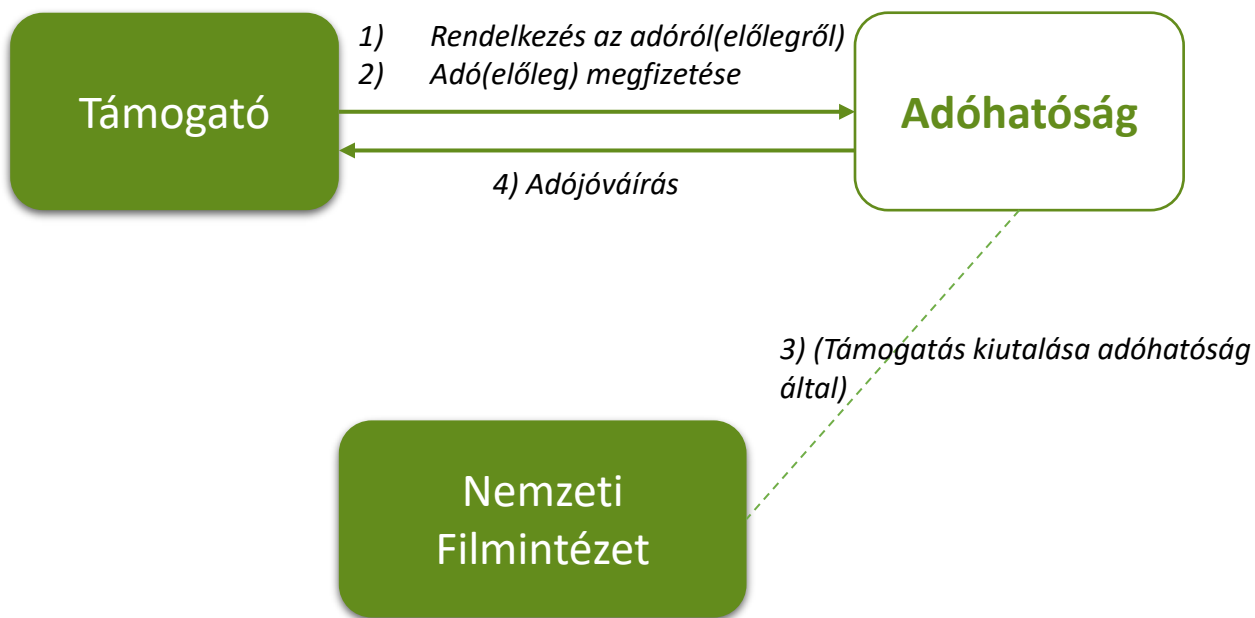 1) Rendelkezés az adóról(előlegről)
2) Adó(előleg) megfizetése
Támogató
Adóhatóság
4) Adójóváírás
3) (Támogatás kiutalása adóhatóság
által)
Nemzeti
Filmintézet